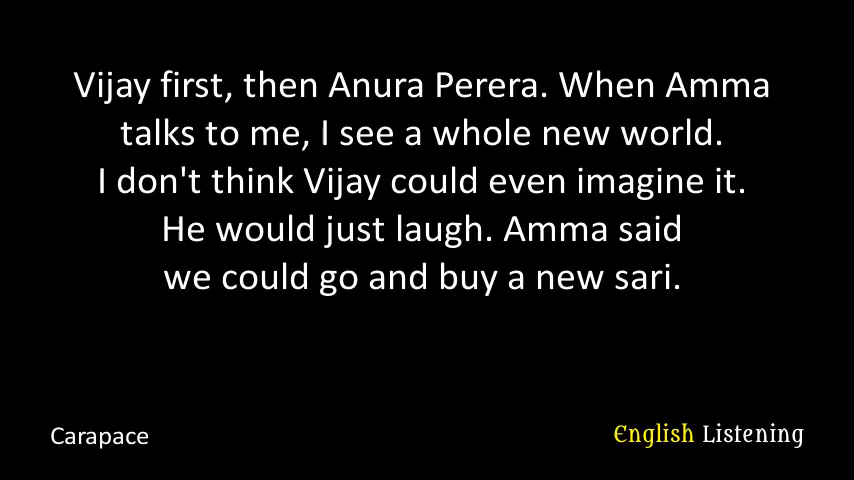 Vijay first, then Anura Perera. When Amma
talks to me, I see a whole new world.
I don't think Vijay could even imagine it.
He would just laugh. Amma said
we could go and buy a new sari.
Carapace
English Listening